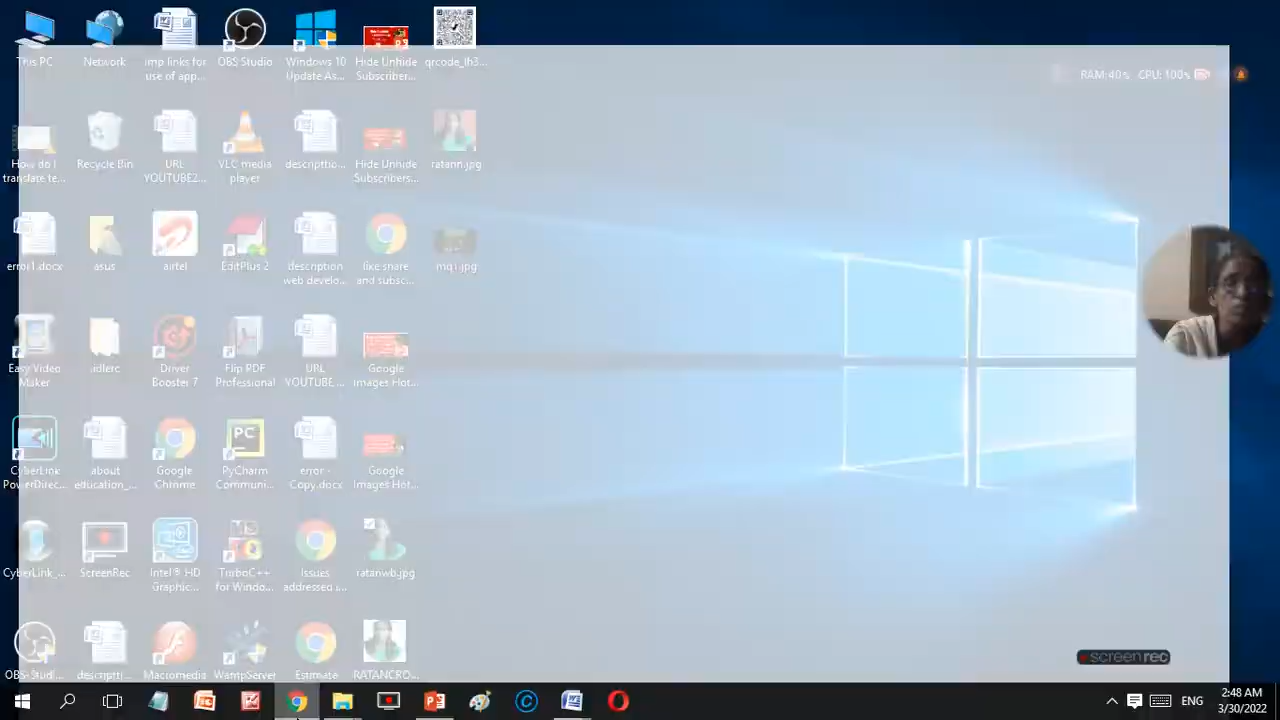 This PC
Network
imp links for
use of app...
OBS Studio
Windows 10
Update As...
Hide Unhide
Subscriber...
qrcode_lh3...
RAM: 40% CPU: 100%
How do I
translate te...
Recycle Bin
URL
YOUTUBE2...
VLC media
player
descriptio...
Hide Unhide
Subscribers...
ratann.jpg
error1.docx
asus
airtel
EditPlus 2
description
web develo...
like share
and subsc...
mq1.jpg
Easy Video
Maker
idlerc
Driver
Booster 7
Flip PDF
Professional
URL
YOUTUBE ...
Google
Images Hot...
CyberLink
PowerDirec...
about
education_...
Google
Chrome
PyCharm
Communi...
error -
Copy.docx
Google
Images Hot...
CyberLink_...
ScreenRec
Intel® HD
Graphic...
TurboC++
for Windo...
Issues
addressed i...
ratanwb.jpg
OBS-Studi...
descripti...
Macromedia
WampServer
Estimate
RATANCRO...
screenrec
ENG
2:48 AM
3/30/2022